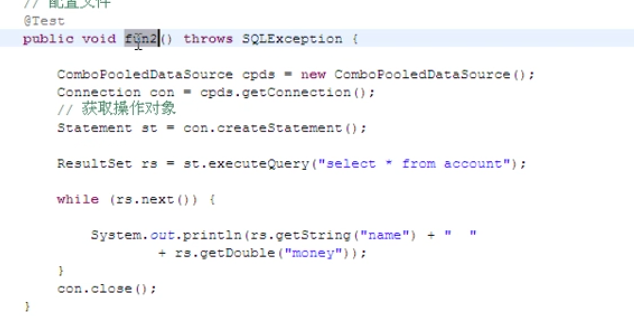 // 配置文件
@Test
public void fun2() throws SQLException {
ComboPooledDataSource cpds = new ComboPooledDataSource();
Connection con = cpds.getConnection();
// 获取操作对象
Statement st = con.createStatement();
ResultSet rs = st.executeQuery("select * from account");
while (rs.next()) {
System.out.println(rs.getString("name") + "  "
+ rs.getDouble("money"));
}
con.close();
}